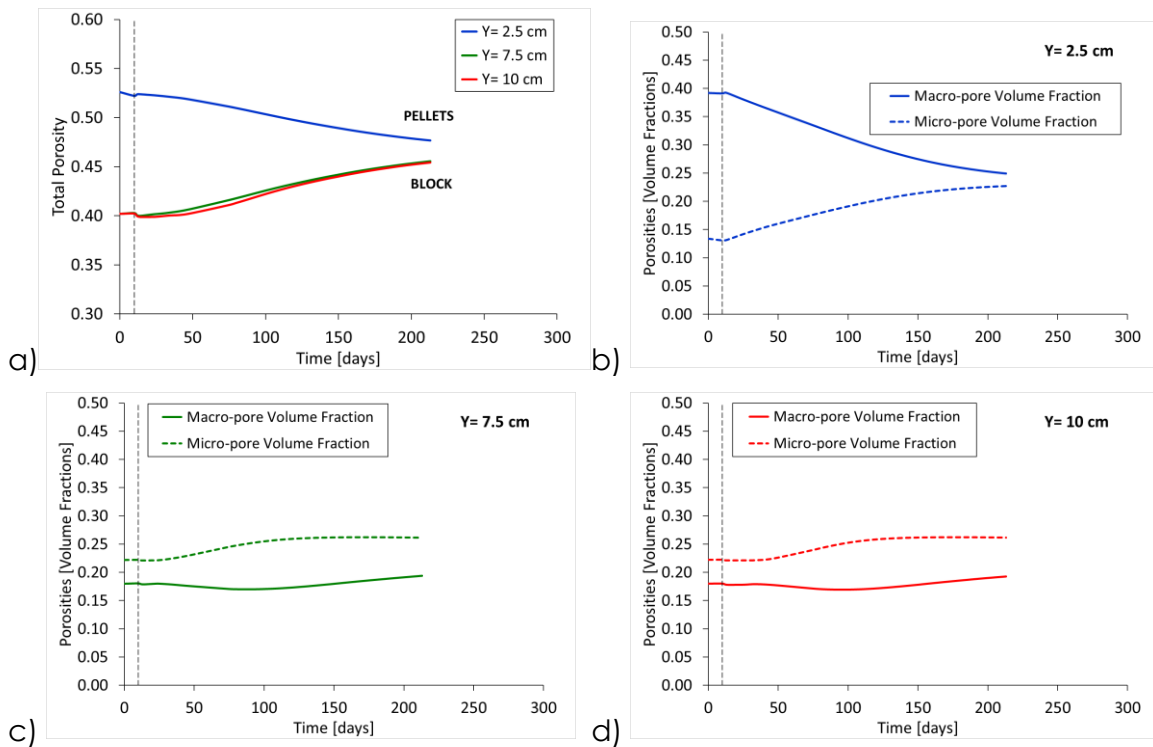 0.60
0.55
0.50
0.45
0.40
0.35
0.30
Total Porosity
Y= 2.5 cm
Y= 7.5 cm
Y= 10 cm
PELLETS
BLOCK
0 50 100 150 200 250 300
Time [days]
a)
0.50
0.45
0.40
0.35
0.30
0.25
0.20
0.15
0.10
0.05
0.00
Porosities [Volume Fractions]
Y= 2.5 cm
Macro-pore Volume Fraction
Micro-pore Volume Fraction
0 50 100 150 200 250 300
Time [days]
b)
0.50
0.45
0.40
0.35
0.30
0.25
0.20
0.15
0.10
0.05
0.00
Porosities [Volume Fractions]
Macro-pore Volume Fraction
Micro-pore Volume Fraction
Y= 7.5 cm
0 50 100 150 200 250 300
Time [days]
c)
0.50
0.45
0.40
0.35
0.30
0.25
0.20
0.15
0.10
0.05
0.00
Porosities [Volume Fractions]
Macro-pore Volume Fraction
Micro-pore Volume Fraction
Y= 10 cm
0 50 100 150 200 250 300
Time [days]
d)